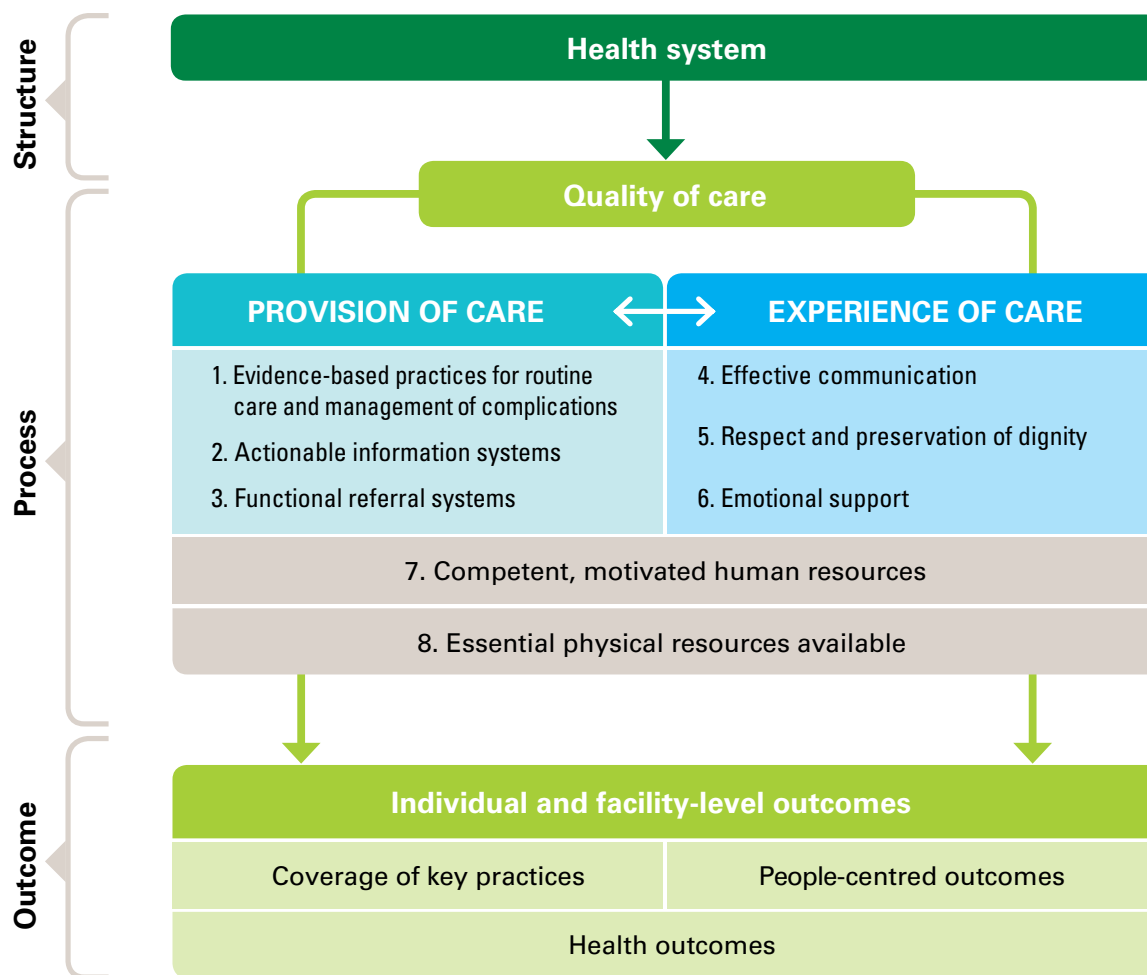 Structure
Health system
Quality of care
Process
PROVISION OF CARE
EXPERIENCE OF CARE
1. Evidence-based practices for routine
care and management of complications
2. Actionable information systems
3. Functional referral systems
4. Effective communication
5. Respect and preservation of dignity
6. Emotional support
7. Competent, motivated human resources
8. Essential physical resources available
Outcome
Individual and facility-level outcomes
Coverage of key practices
People-centred outcomes
Health outcomes